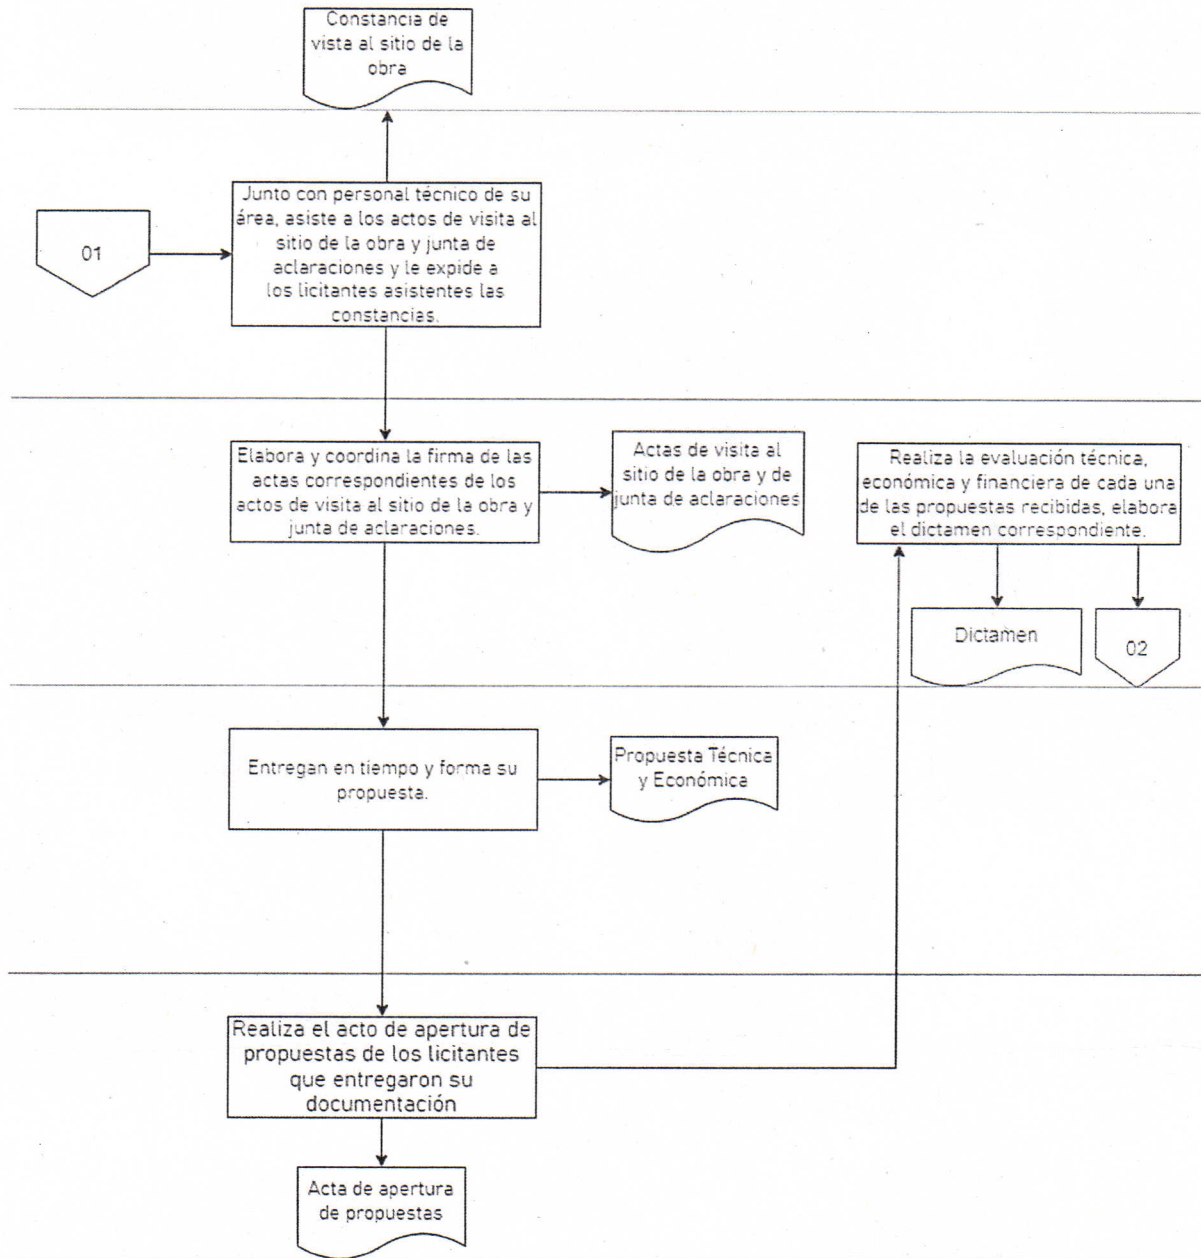 Constancia de
vista al sitio de la
obra
01
Junto con personal técnico de su
área, asiste a los actos de visita al
sitio de la obra y junta de
aclaraciones y le expide a
los licitantes asistentes las
constancias.
Elabora y coordina la firma de las
actas correspondientes de los
actos de visita al sitio de la obra y
junta de aclaraciones.
Actas de visita al
sitio de la obra y de
junta de aclaraciones
Realiza la evaluación técnica,
económica y financiera de cada una
de las propuestas recibidas, elabora
el dictamen correspondiente.
Dictamen
02
Entregan en tiempo y forma su
propuesta.
Propuesta Técnica
y Económica
Realiza el acto de apertura de
propuestas de los licitantes
que entregaron su
documentación
Acta de apertura
de propuestas